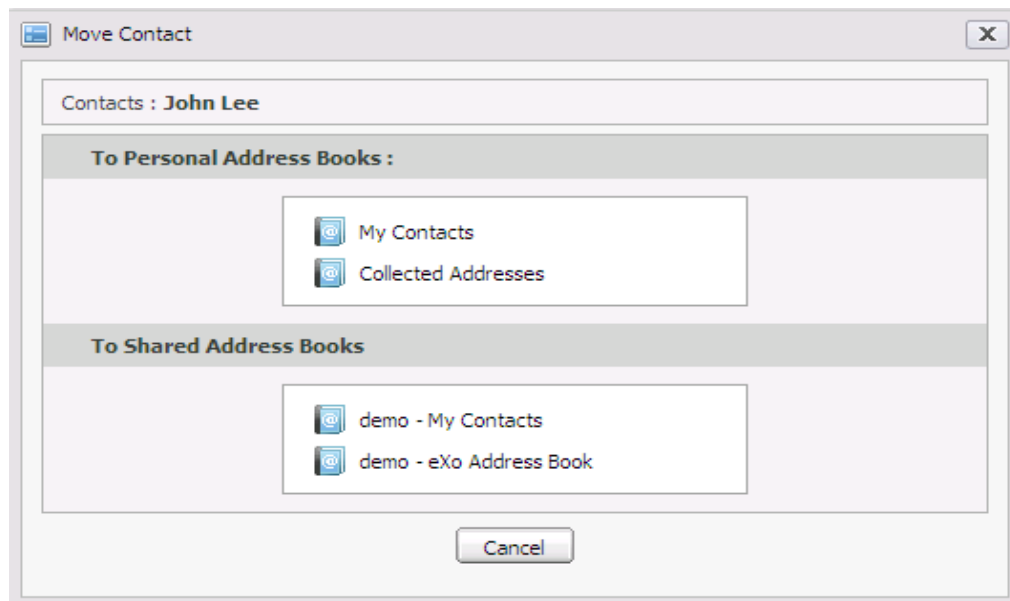 Move Contact
X
Contacts : John Lee
To Personal Address Books :
My Contacts
Collected Addresses
To Shared Address Books
demo - My Contacts
demo - eXo Address Book
Cancel